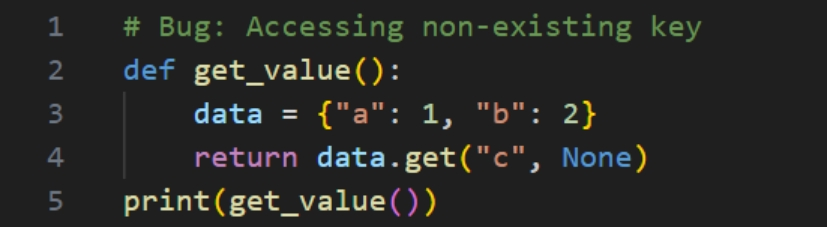 1 # Bug: Accessing non-existing key
2 def get_value():
3     data = {"a": 1, "b": 2}
4     return data.get("c", None)
5 print(get_value())